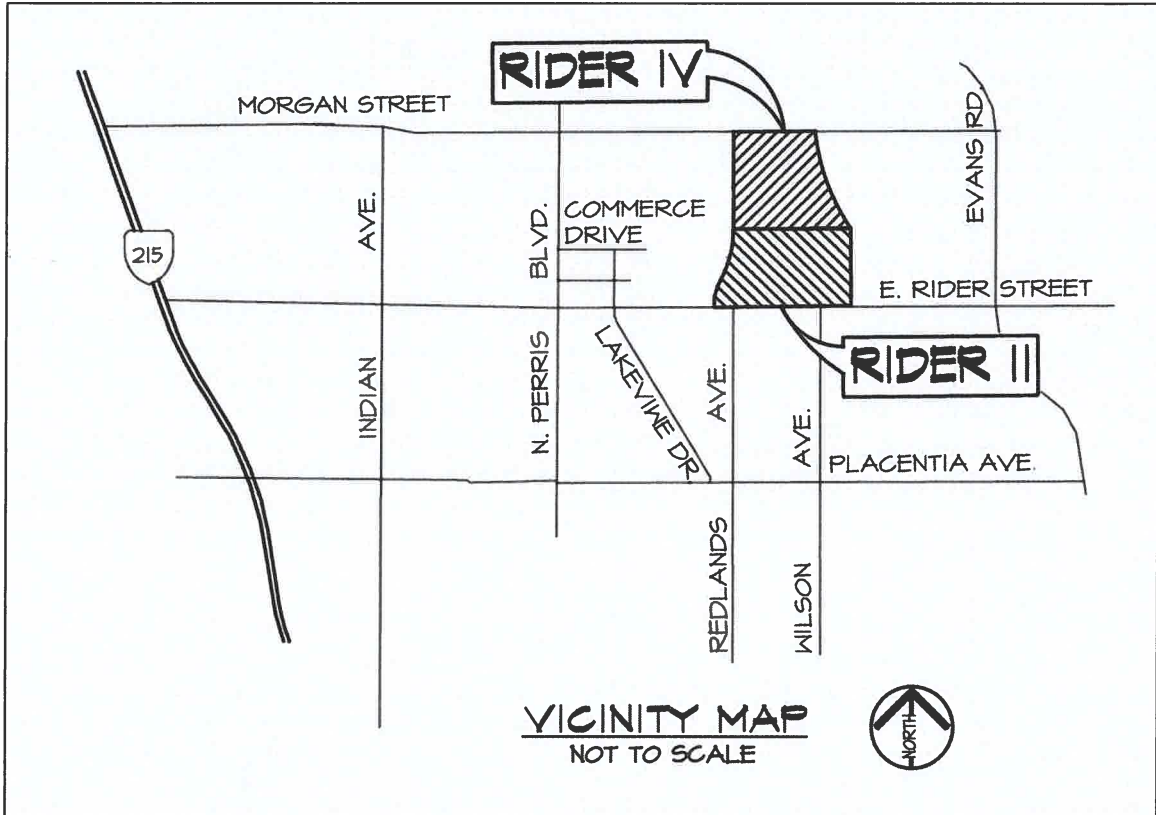 RIDER IV
MORGAN STREET
EVANS RD.
AVE.
BLVD.
COMMERCE
DRIVE
215
E. RIDER STREET
INDIAN
N. PERRIS
LAKEVIWE DR.
AVE.
RIDER II
AVE.
PLACENTIA AVE.
REDLANDS
WILSON
VICINITY MAP
NOT TO SCALE
NORTH